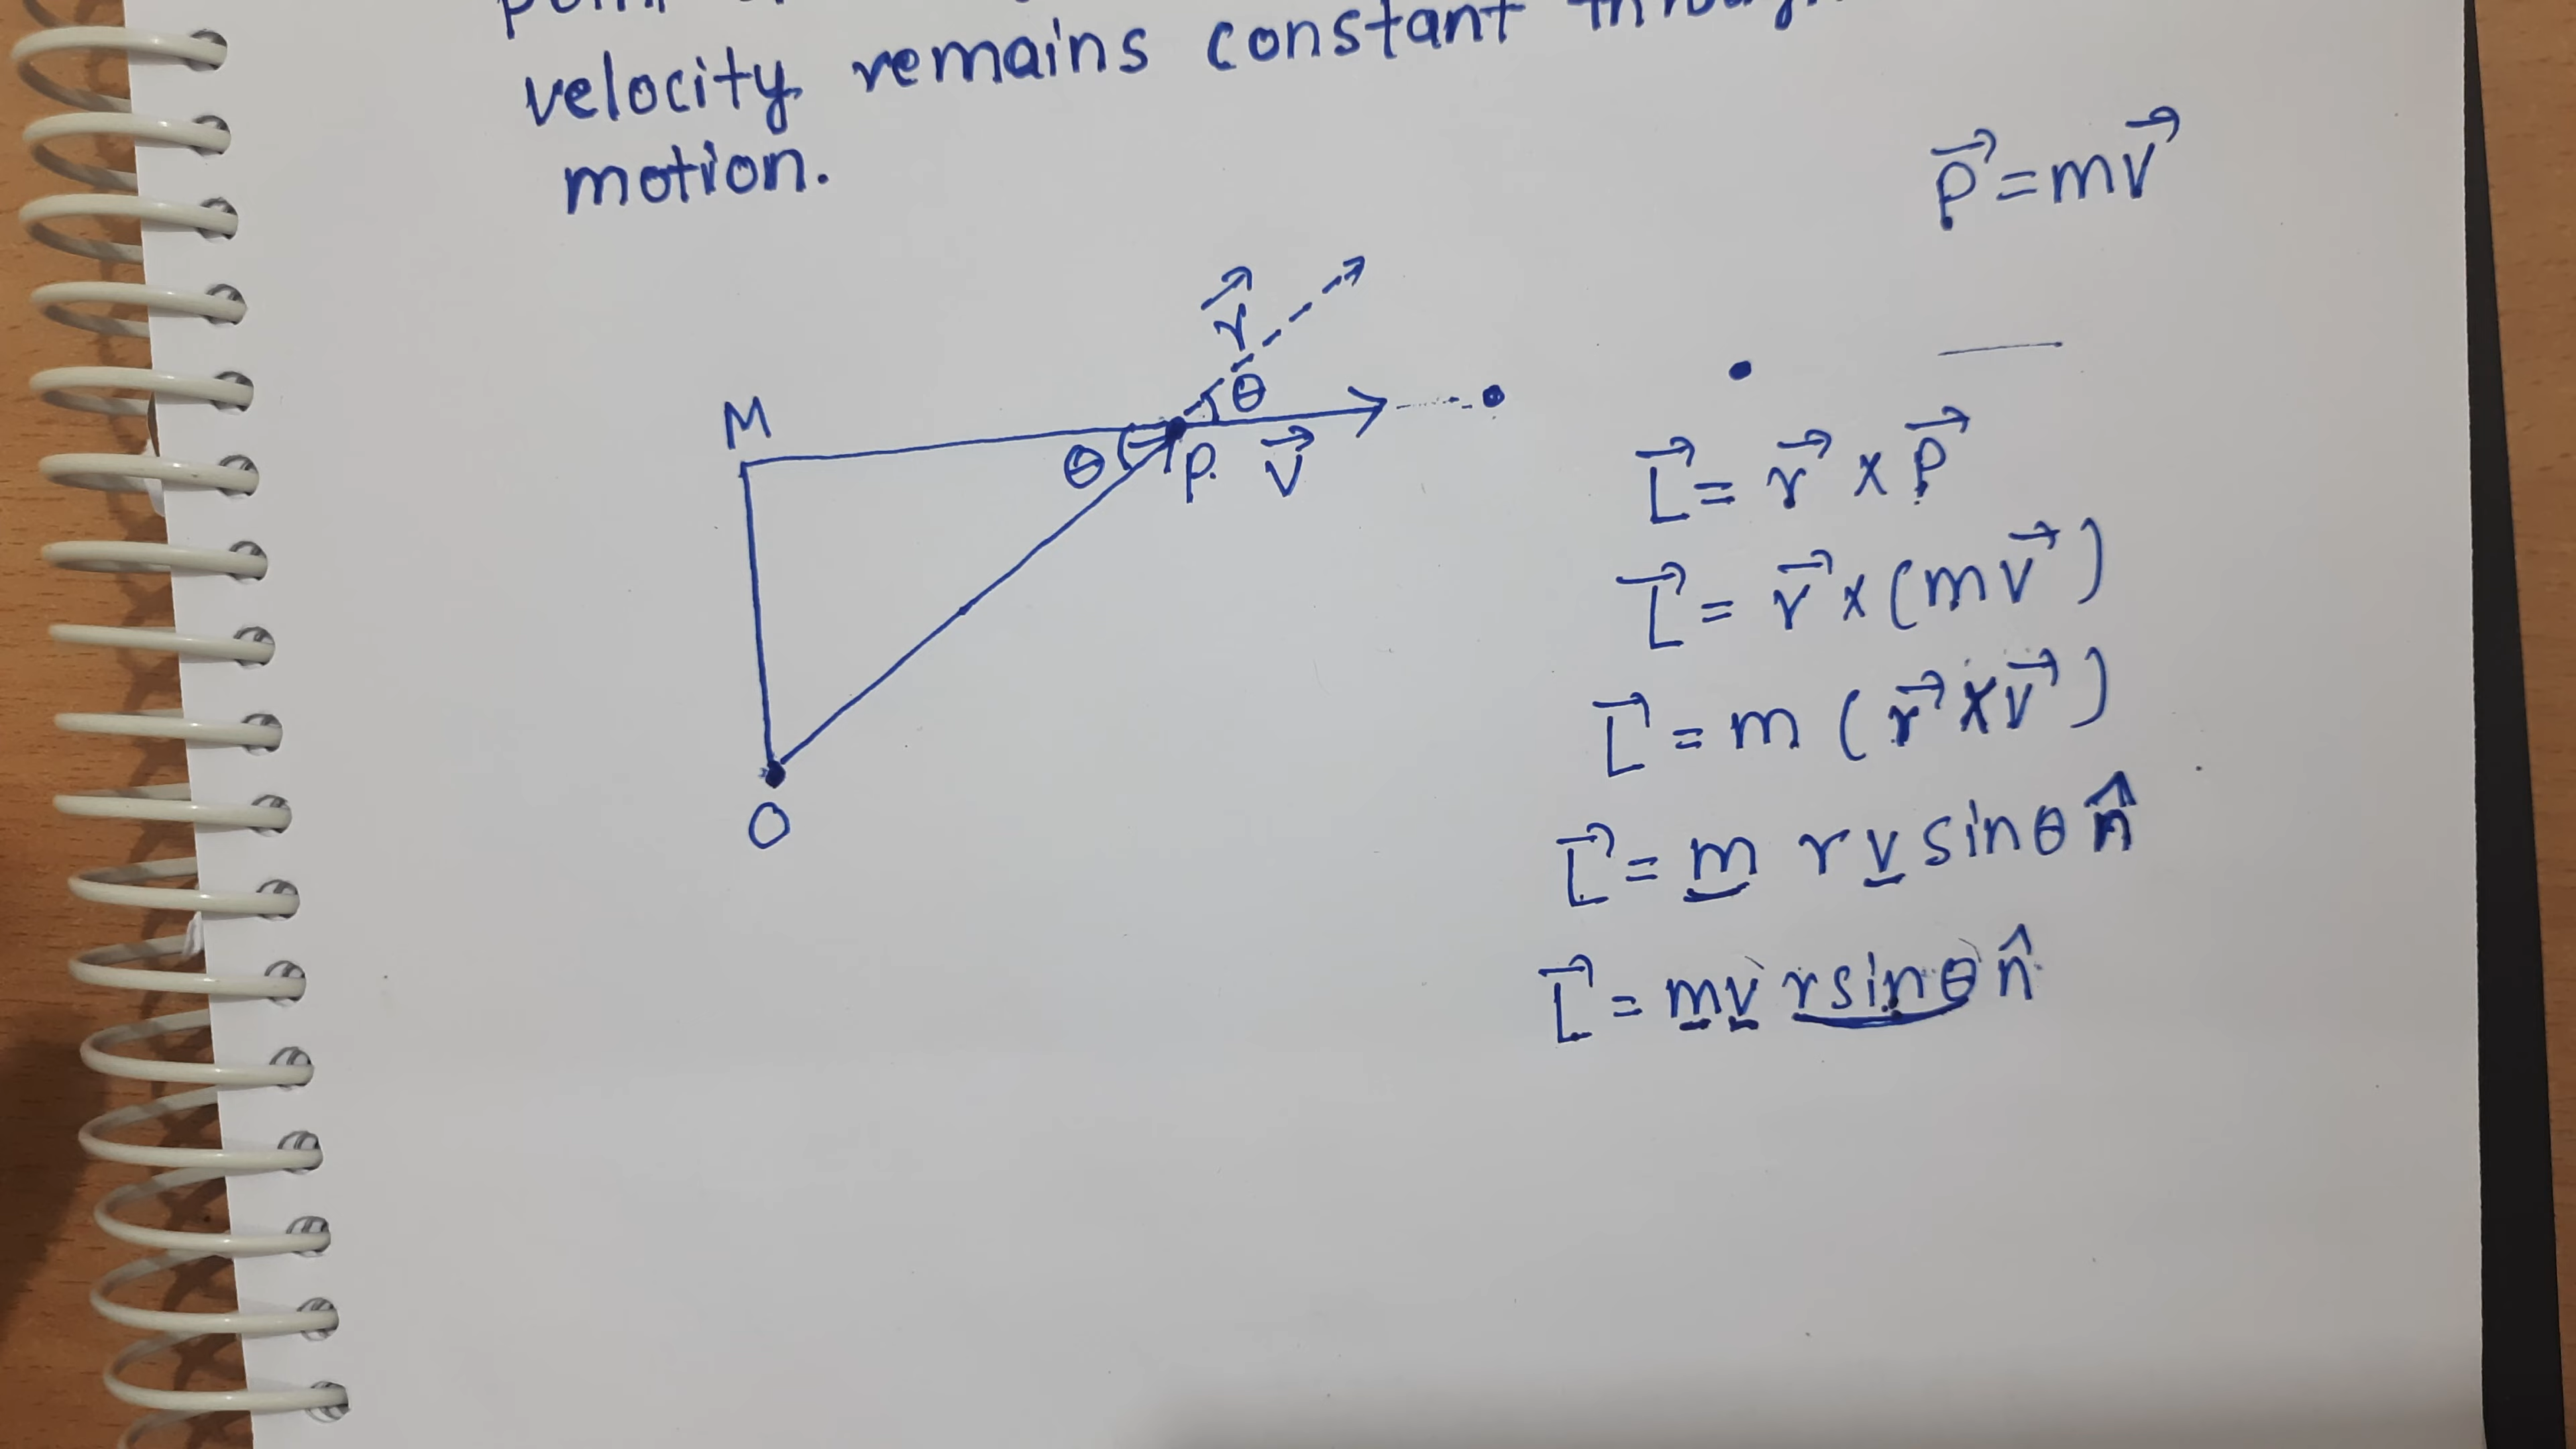 velocity remains constant
motion.
P⃗ = mv⃗
r⃗
θ
M
θ P. v⃗
O
L⃗ = r⃗ × P⃗
L⃗ = r⃗ × (mv⃗)
L⃗ = m (r⃗ × v⃗)
L⃗ = m r v sinθ n̂
L⃗ = mv r sinθ n̂